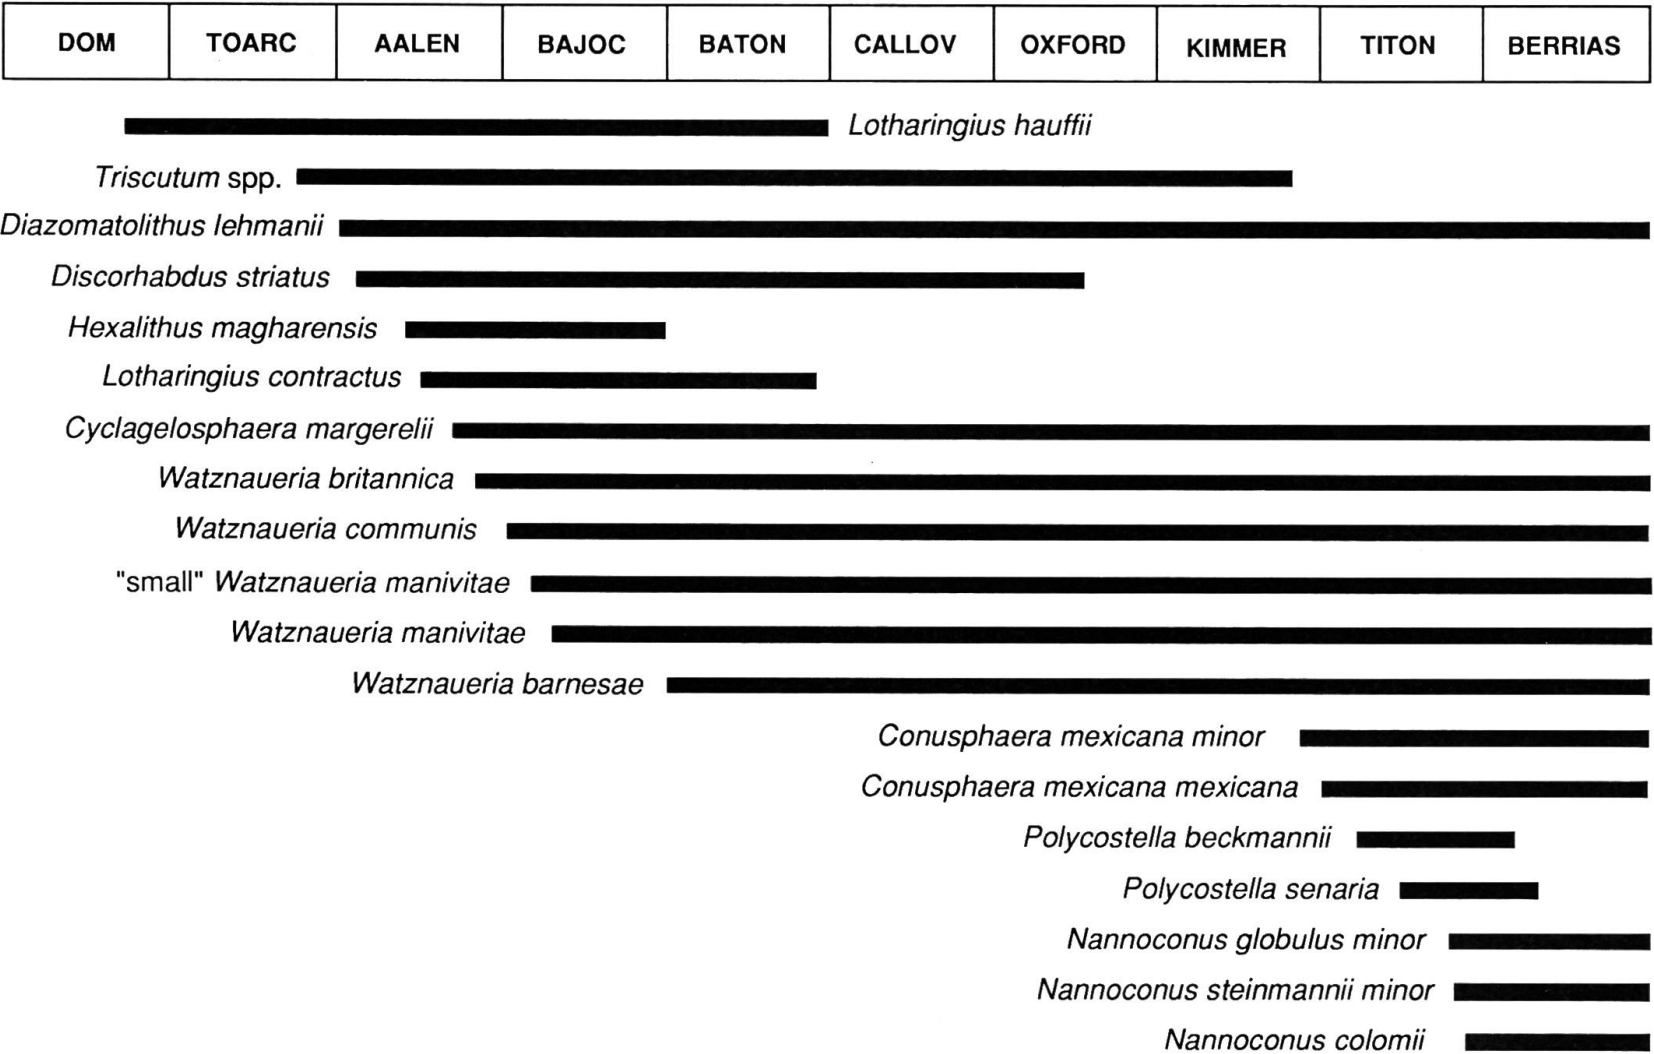 DOM TOARC AALEN BAJOC BATON CALLOV OXFORD KIMMER TITON BERRIAS
Lotharingius hauffii
Triscutum spp.
Diazomatolithus lehmanii
Discorhabdus striatus
Hexalithus magharensis
Lotharingius contractus
Cyclagelosphaera margerelii
Watznaueria britannica
Watznaueria communis
"small" Watznaueria manivitae
Watznaueria manivitae
Watznaueria barnesae
Conusphaera mexicana minor
Conusphaera mexicana mexicana
Polycostella beckmannii
Polycostella senaria
Nannoconus globulus minor
Nannoconus steinmannii minor
Nannoconus colomii